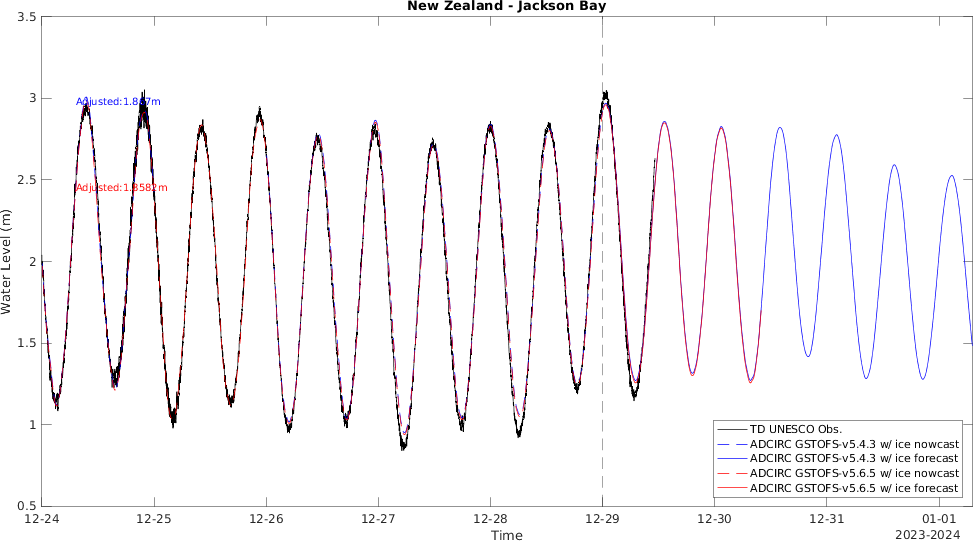 New Zealand - Jackson Bay
3.5
3
2.5
2
1.5
1
0.5
Water Level (m)
Adjusted:1.8582m
TD UNESCO Obs.
ADCIRC GSTOFS-v5.4.3 w/ ice nowcast
ADCIRC GSTOFS-v5.4.3 w/ ice forecast
ADCIRC GSTOFS-v5.6.5 w/ ice nowcast
ADCIRC GSTOFS-v5.6.5 w/ ice forecast
12-24 12-25 12-26 12-27 12-28 12-29 12-30 12-31 01-01
Time
2023-2024